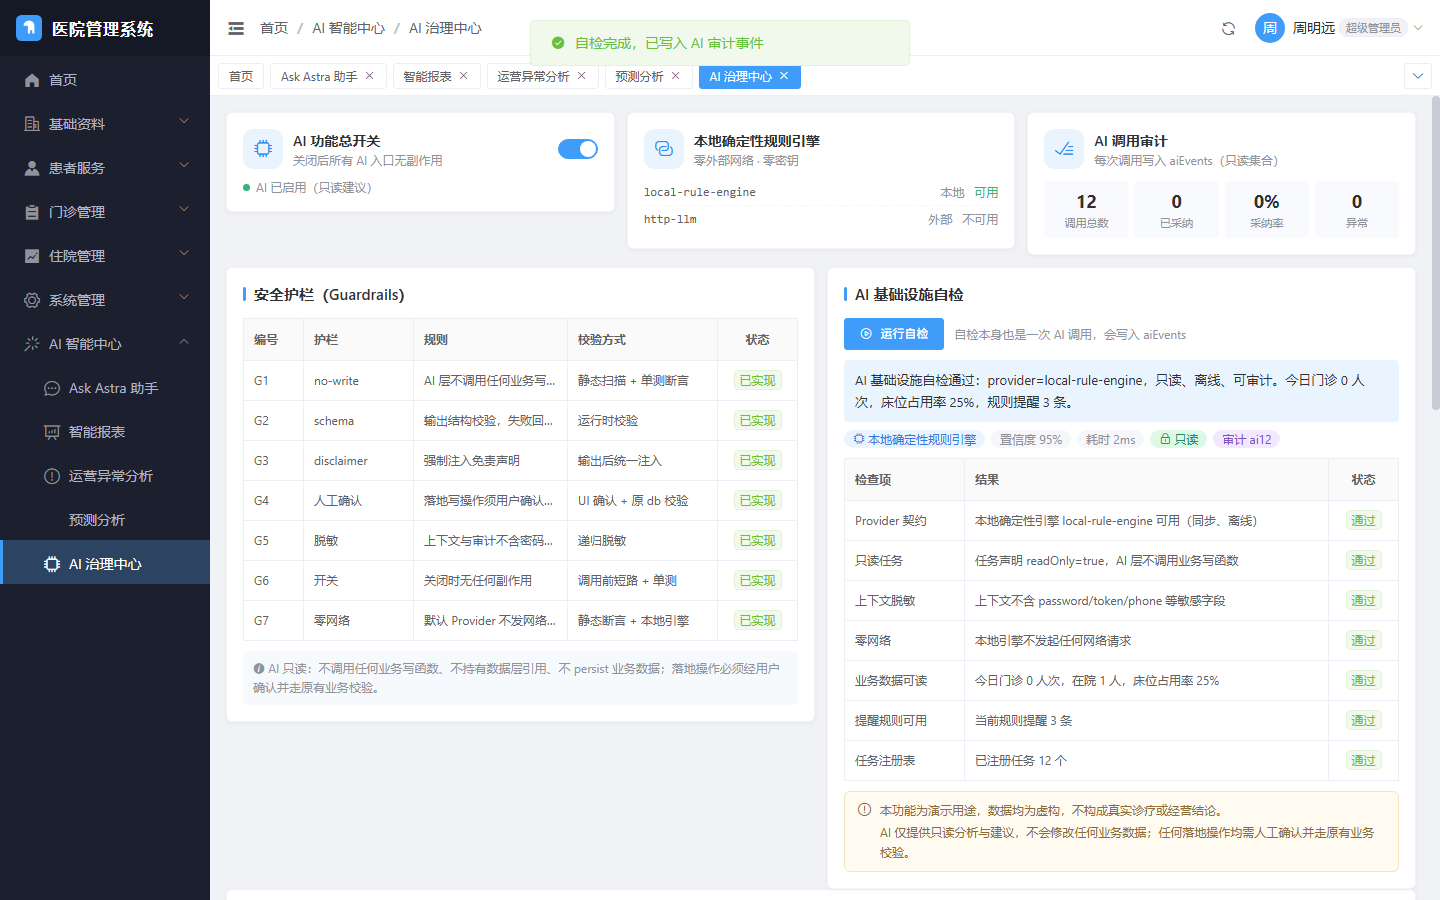 医院管理系统
首页
基础资料
患者服务
门诊管理
住院管理
系统管理
AI 智能中心
Ask Astra 助手
智能报表
运营异常分析
预测分析
AI 治理中心
首页 / AI 智能中心 / AI 治理中心
自检完成，已写入 AI 审计事件
周 周明远 超级管理员
首页 Ask Astra 助手 智能报表 运营异常分析 预测分析 AI 治理中心
AI 功能总开关
关闭后所有 AI 入口无副作用
AI 已启用（只读建议）
本地确定性规则引擎
零外部网络 · 零密钥
local-rule-engine 本地 可用
http-llm 外部 不可用
AI 调用审计
每次调用写入 aiEvents（只读集合）
12 0 0% 0
调用总数 已采纳 采纳率 异常
安全护栏（Guardrails）
编号 护栏 规则 校验方式 状态
G1 no-write AI 层不调用任何业务写... 静态扫描 + 单测断言 已实现
G2 schema 输出结构校验，失败回... 运行时校验 已实现
G3 disclaimer 强制注入免责声明 输出后统一注入 已实现
G4 人工确认 落地写操作须用户确认... UI 确认 + 原 db 校验 已实现
G5 脱敏 上下文与审计不含密码... 递归脱敏 已实现
G6 开关 关闭时无任何副作用 调用前短路 + 单测 已实现
G7 零网络 默认 Provider 不发网络... 静态断言 + 本地引擎 已实现
AI 只读：不调用任何业务写函数、不持有数据层引用、不 persist 业务数据；落地操作必须经用户
确认并走原有业务校验。
AI 基础设施自检
运行自检 自检本身也是一次 AI 调用，会写入 aiEvents
AI 基础设施自检通过：provider=local-rule-engine，只读、离线、可审计。今日门诊 0 人
次，床位占用率 25%，规则提醒 3 条。
本地确定性规则引擎 置信度 95% 耗时 2ms 只读 审计 ai12
检查项 结果 状态
Provider 契约 本地确定性引擎 local-rule-engine 可用（同步、离线） 通过
只读任务 任务声明 readOnly=true，AI 层不调用业务写函数 通过
上下文脱敏 上下文不含 password/token/phone 等敏感字段 通过
零网络 本地引擎不发起任何网络请求 通过
业务数据可读 今日门诊 0 人次，在院 1 人，床位占用率 25% 通过
提醒规则可用 当前规则提醒 3 条 通过
任务注册表 已注册任务 12 个 通过
本功能为演示用途，数据均为虚构，不构成真实诊疗或经营结论。
AI 仅提供只读分析与建议，不会修改任何业务数据；任何落地操作均需人工确认并走原有业务
校验。